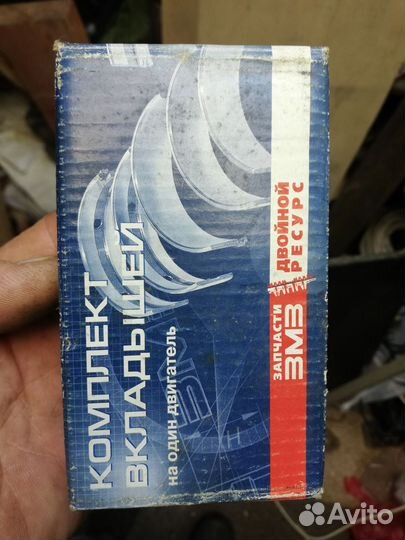 КОМПЛЕКТ
ВКЛАДЫШЕЙ
на один двигатель
ЗАПЧАСТИ
ЗМЗ
ДВОЙНОЙ
РЕСУРС
Avito